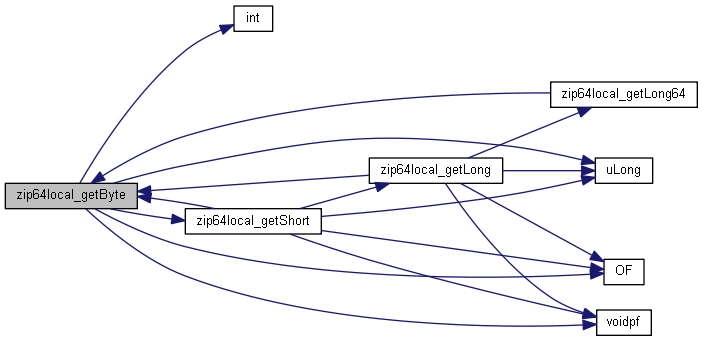 int
zip64local_getLong64
zip64local_getLong
uLong
zip64local_getByte
zip64local_getShort
OF
voidpf